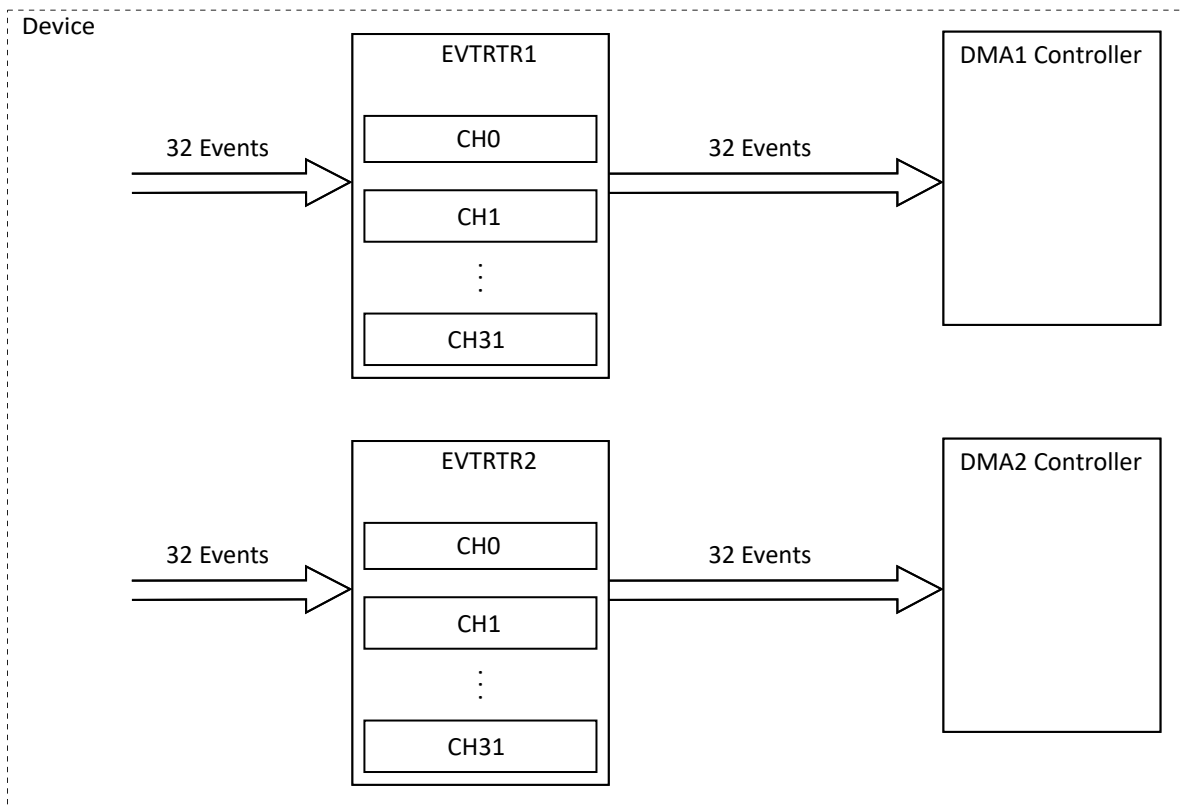 Device
EVTRTR1
DMA1 Controller
CH0
32 Events
32 Events
CH1
⋮
CH31
EVTRTR2
DMA2 Controller
CH0
32 Events
32 Events
CH1
⋮
CH31